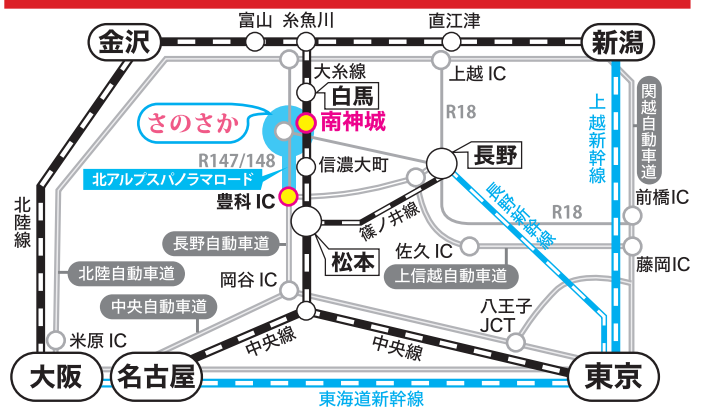 富山
糸魚川
直江津
金沢
新潟
大糸線
上越IC
白馬
関越自動車道
上越新幹線
さのさか
南神城
R18
R147/148
信濃大町
長野
北アルプスパノラマロード
豊科IC
長野新幹線
前橋IC
北陸線
篠ノ井線
R18
長野自動車道
松本
佐久IC
藤岡IC
北陸自動車道
岡谷IC
上信越自動車道
中央自動車道
八王子
JCT
米原IC
中央線
中央線
大阪
名古屋
東京
東海道新幹線